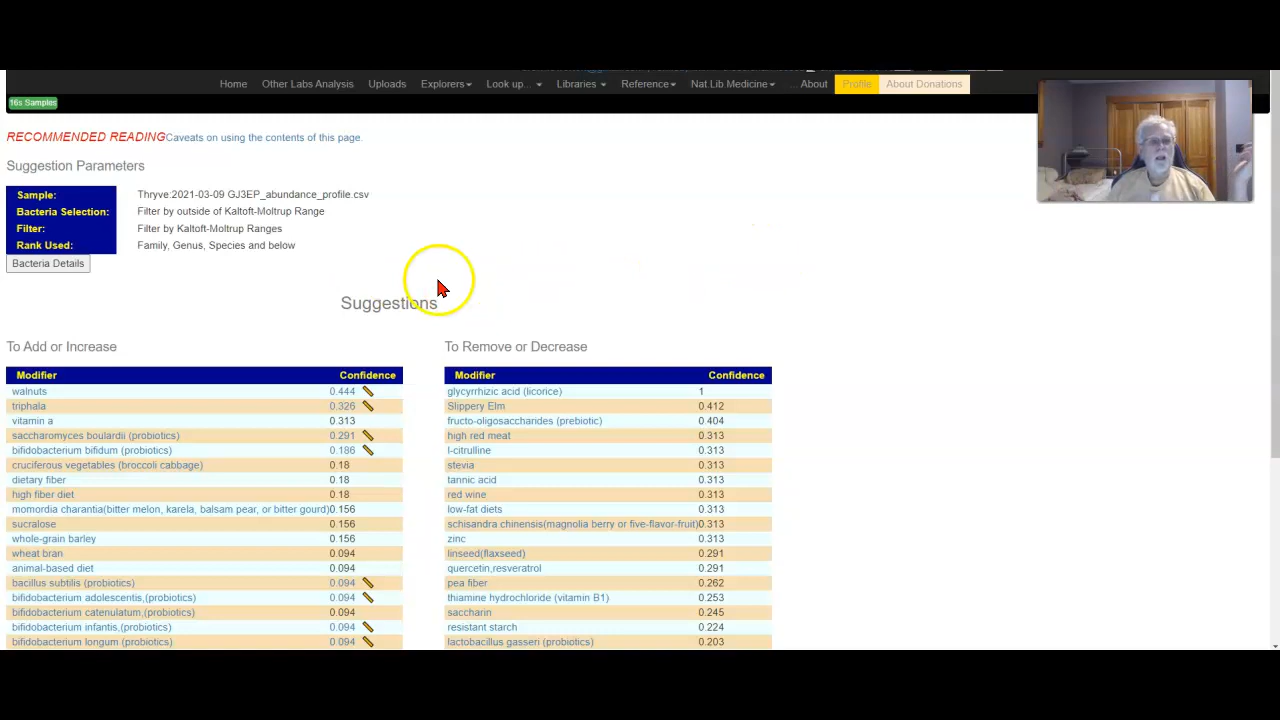 Home Other Labs Analysis Uploads Explorers Look up... Libraries Reference Nat.Lib.Medicine ... About Profile About Donations
16s Samples
RECOMMENDED READINGCaveats on using the contents of this page.
Suggestion Parameters
Sample: Thryve:2021-03-09 GJ3EP_abundance_profile.csv
Bacteria Selection: Filter by outside of Kaltoft-Moltrup Range
Filter: Filter by Kaltoft-Moltrup Ranges
Rank Used: Family, Genus, Species and below
Bacteria Details
Suggestions
To Add or Increase
Modifier Confidence
walnuts 0.444
triphala 0.326
vitamin a 0.313
saccharomyces boulardii (probiotics) 0.291
bifidobacterium bifidum (probiotics) 0.186
cruciferous vegetables (broccoli cabbage) 0.18
dietary fiber 0.18
high fiber diet 0.18
momordia charantia(bitter melon, karela, balsam pear, or bitter gourd) 0.156
sucralose 0.156
whole-grain barley 0.156
wheat bran 0.094
animal-based diet 0.094
bacillus subtilis (probiotics) 0.094
bifidobacterium adolescentis,(probiotics) 0.094
bifidobacterium catenulatum,(probiotics) 0.094
bifidobacterium infantis,(probiotics) 0.094
bifidobacterium longum (probiotics) 0.094
To Remove or Decrease
Modifier Confidence
glycyrrhizic acid (licorice) 1
Slippery Elm 0.412
fructo-oligosaccharides (prebiotic) 0.404
high red meat 0.313
l-citrulline 0.313
stevia 0.313
tannic acid 0.313
red wine 0.313
low-fat diets 0.313
schisandra chinensis(magnolia berry or five-flavor-fruit) 0.313
zinc 0.313
linseed(flaxseed) 0.291
quercetin,resveratrol 0.291
pea fiber 0.262
thiamine hydrochloride (vitamin B1) 0.253
saccharin 0.245
resistant starch 0.224
lactobacillus gasseri (probiotics) 0.203